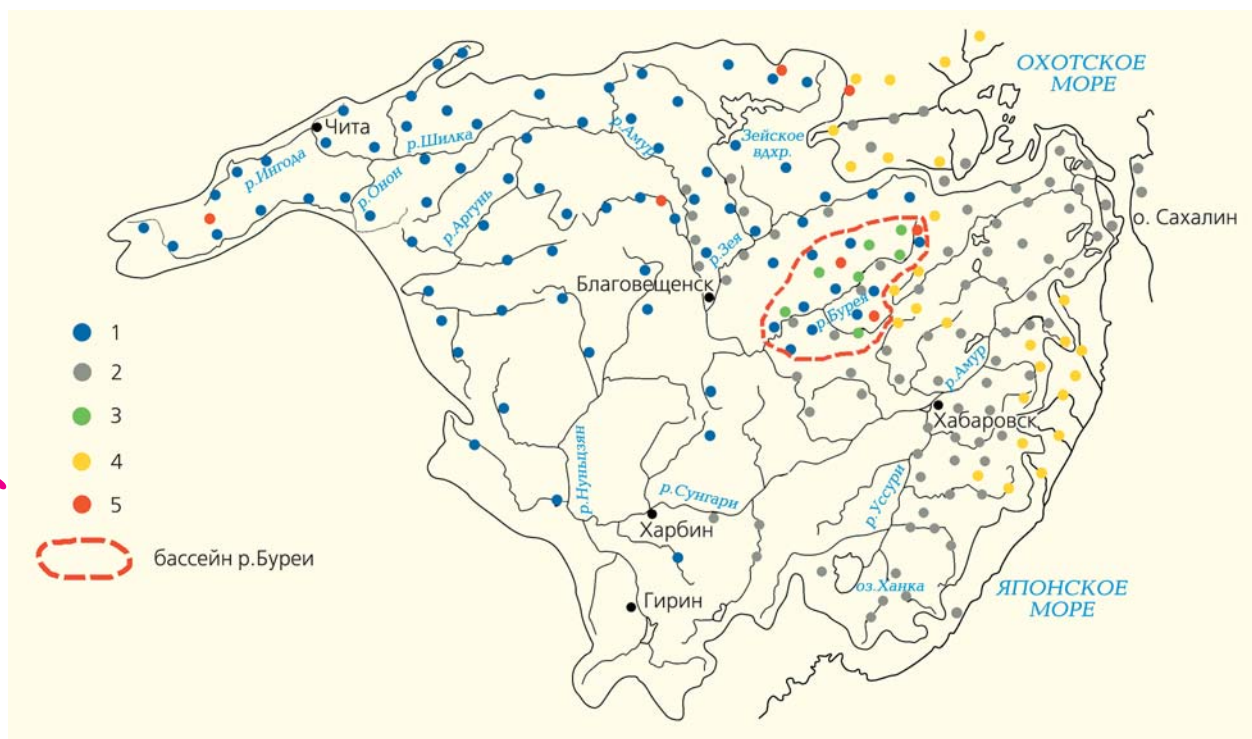 ОХОТСКОЕ
МОРЕ
Чита
р.Шилка
р.Амур
Зейское
вдхр.
р.Ингода
р.Онон
р.Аргунь
о. Сахалин
р.Зея
Благовещенск
р.Бурея
1
2
3
4
5
бассейн р.Буреи
р.Амур
Хабаровск
р.Нуньцзян
р.Сунгари
р.Уссури
Харбин
оз.Ханка
ЯПОНСКОЕ
МОРЕ
Гирин